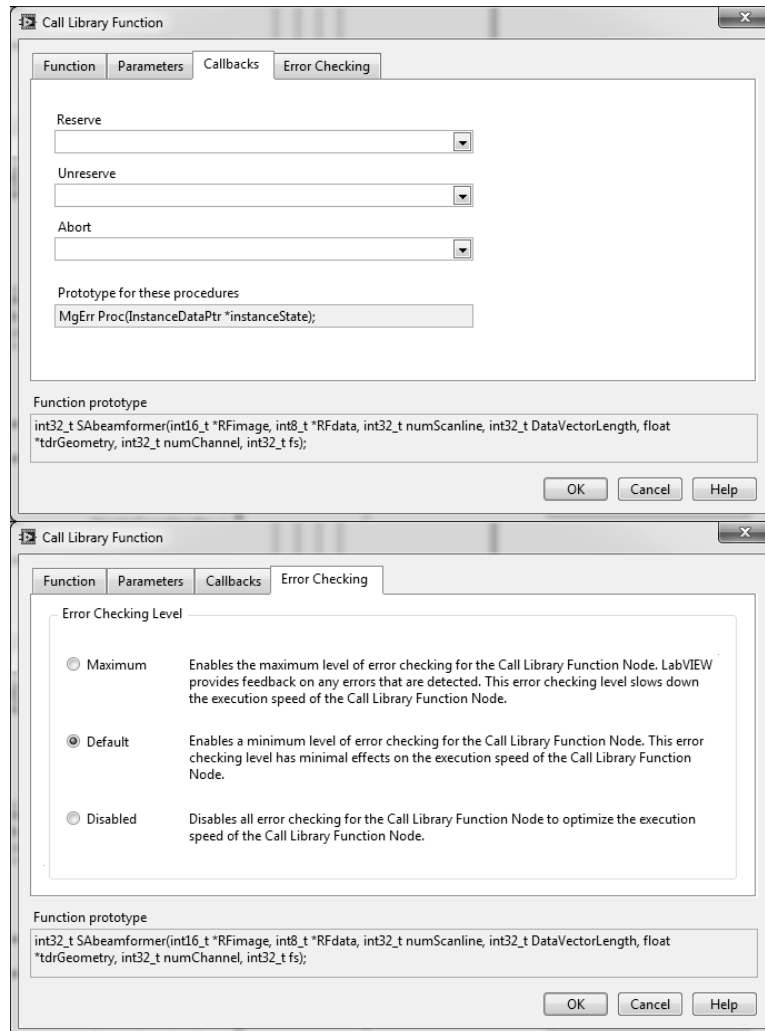 Call Library Function
Function Parameters Callbacks Error Checking
Reserve
Unreserve
Abort
Prototype for these procedures
MgErr Proc(InstanceDataPtr *instanceState);
Function prototype
int32_t SAbeamformer(int16_t *RFimage, int8_t *RFdata, int32_t numScanline, int32_t DataVectorLength, float
*tdrGeometry, int32_t numChannel, int32_t fs);
OK Cancel Help
Call Library Function
Function Parameters Callbacks Error Checking
Error Checking Level
Maximum Enables the maximum level of error checking for the Call Library Function Node. LabVIEW
provides feedback on any errors that are detected. This error checking level slows down
the execution speed of the Call Library Function Node.
Default Enables a minimum level of error checking for the Call Library Function Node. This error
checking level has minimal effects on the execution speed of the Call Library Function
Node.
Disabled Disables all error checking for the Call Library Function Node to optimize the execution
speed of the Call Library Function Node.
Function prototype
int32_t SAbeamformer(int16_t *RFimage, int8_t *RFdata, int32_t numScanline, int32_t DataVectorLength, float
*tdrGeometry, int32_t numChannel, int32_t fs);
OK Cancel Help